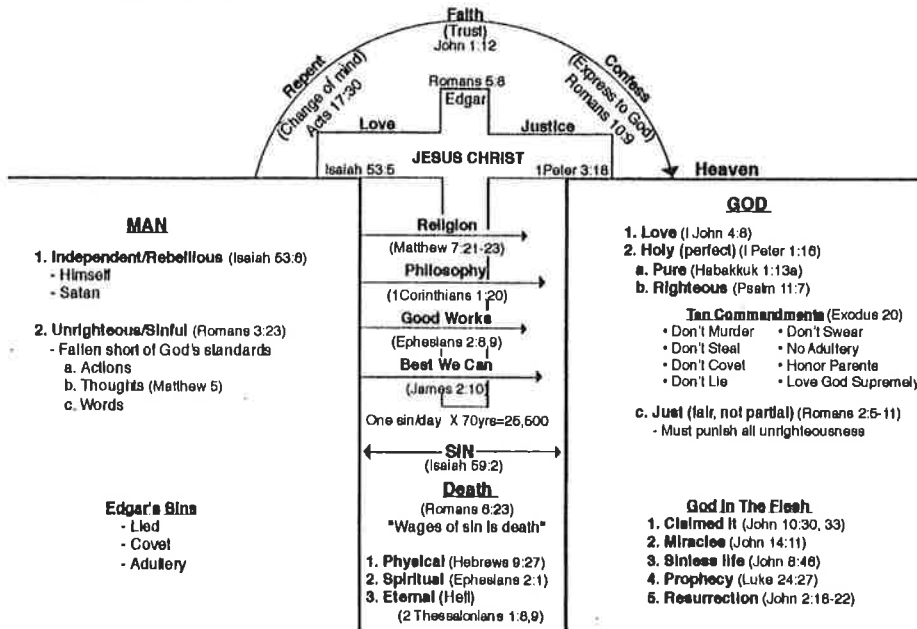 Faith
(Trust)
John 1:12
Repent
(Change of mind)
Acts 17:30
Confess
(Express to God)
Romans 10:9
Romans 5:8
Edgar
Love
Justice
JESUS CHRIST
Isaiah 53:5
1Peter 3:18
Heaven
MAN
1. Independent/Rebellious (Isaiah 53:6)
- Himself
- Satan
2. Unrighteous/Sinful (Romans 3:23)
- Fallen short of God's standards
a. Actions
b. Thoughts (Matthew 5)
c. Words
Edgar's Sins
- Lied
- Covet
- Adultery
Religion
(Matthew 7:21-23)
Philosophy
(1Corinthians 1:20)
Good Works
(Ephesians 2:8,9)
Best We Can
(James 2:10)
One sin/day X 70yrs=25,500
SIN
(Isaiah 59:2)
Death
(Romans 6:23)
"Wages of sin is death"
1. Physical (Hebrews 9:27)
2. Spiritual (Ephesians 2:1)
3. Eternal (Hell)
(2 Thessalonians 1:8,9)
GOD
1. Love (I John 4:8)
2. Holy (perfect) (I Peter 1:16)
a. Pure (Habakkuk 1:13a)
b. Righteous (Psalm 11:7)
Ten Commandments (Exodus 20)
• Don't Murder • Don't Swear
• Don't Steal • No Adultery
• Don't Covet • Honor Parents
• Don't Lie • Love God Supremely
c. Just (fair, not partial) (Romans 2:5-11)
- Must punish all unrighteousness
God In The Flesh
1. Claimed it (John 10:30, 33)
2. Miracles (John 14:11)
3. Sinless life (John 8:46)
4. Prophecy (Luke 24:27)
5. Resurrection (John 2:18-22)